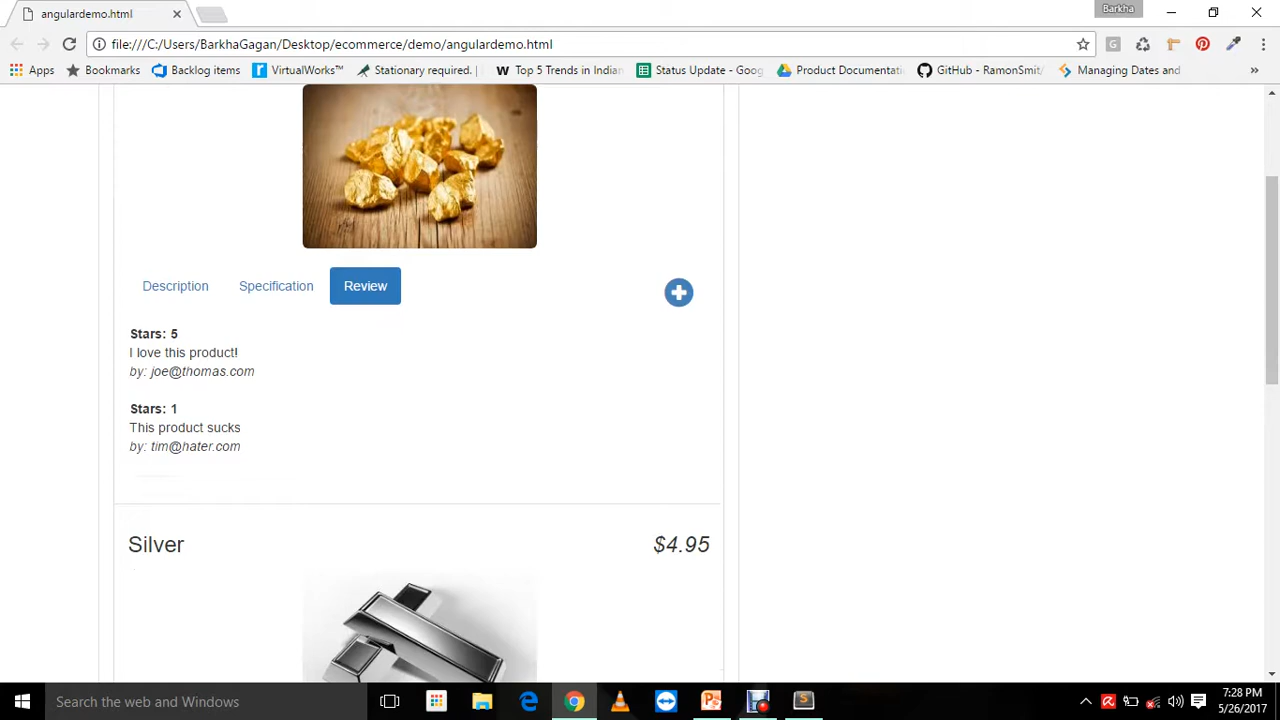 angulardemo.html
Barkha
file:///C:/Users/BarkhaGagan/Desktop/ecommerce/demo/angulardemo.html
Apps Bookmarks Backlog items VirtualWorks™ Stationary required. Top 5 Trends in Indian Status Update - Goog Product Documentati GitHub - RamonSmit/ Managing Dates and »
Description Specification Review
Stars: 5
I love this product!
by: joe@thomas.com
Stars: 1
This product sucks
by: tim@hater.com
Silver $4.95
Search the web and Windows
7:28 PM
5/26/2017